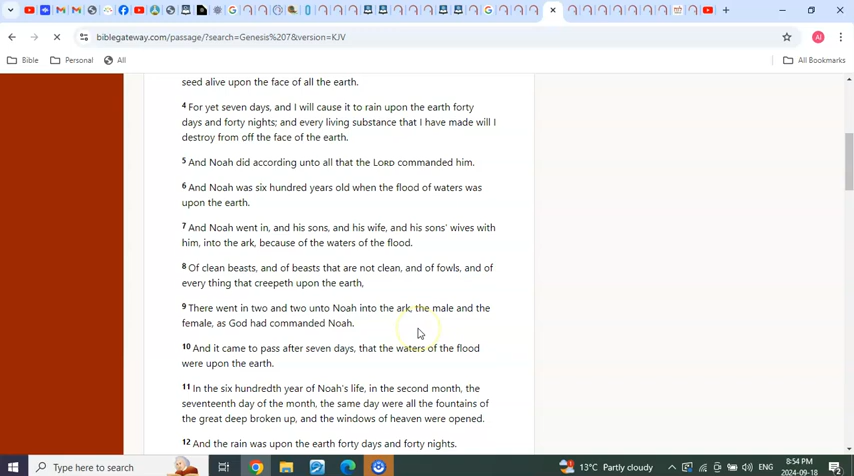 biblegateway.com/passage/?search=Genesis%207&version=KJV
Bible
Personal
All
All Bookmarks
seed alive upon the face of all the earth.
4 For yet seven days, and I will cause it to rain upon the earth forty
days and forty nights; and every living substance that I have made will I
destroy from off the face of the earth.
5 And Noah did according unto all that the LORD commanded him.
6 And Noah was six hundred years old when the flood of waters was
upon the earth.
7 And Noah went in, and his sons, and his wife, and his sons' wives with
him, into the ark, because of the waters of the flood.
8 Of clean beasts, and of beasts that are not clean, and of fowls, and of
every thing that creepeth upon the earth,
9 There went in two and two unto Noah into the ark, the male and the
female, as God had commanded Noah.
10 And it came to pass after seven days, that the waters of the flood
were upon the earth.
11 In the six hundredth year of Noah's life, in the second month, the
seventeenth day of the month, the same day were all the fountains of
the great deep broken up, and the windows of heaven were opened.
12 And the rain was upon the earth forty days and forty nights.
Type here to search
13°C Partly cloudy
ENG
8:54 PM
2024-09-18